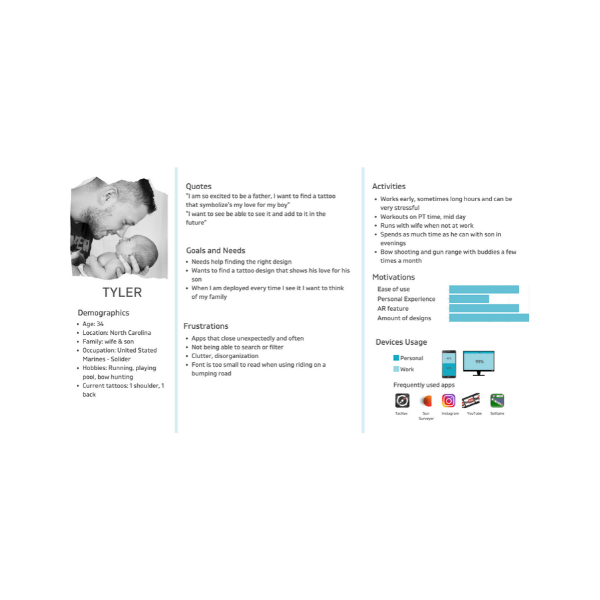 TYLER
Demographics
• Age: 34
• Location: North Carolina
• Family: wife & son
• Occupation: United Stated
Marines - Solider
• Hobbies: Running, playing
pool, bow hunting
• Current tattoos: 1 shoulder, 1
back
Quotes
"I am so excited to be a father, I want to find a tattoo
that symbolize's my love for my boy"
"I want to see be able to see it and add to it in the
future"
Goals and Needs
• Needs help finding the right design
• Wants to find a tattoo design that shows his love for his
son
• When I am deployed every time I see it I want to think
of my family
Frustrations
• Apps that close unexpectedly and often
• Not being able to search or filter
• Clutter, disorganization
• Font is too small to read when using riding on a
bumping road
Activities
• Works early, sometimes long hours and can be
very stressful
• Workouts on PT time, mid day
• Runs with wife when not at work
• Spends as much time as he can with son in
evenings
• Bow shooting and gun range with buddies a few
times a month
Motivations
Ease of use
Personal Experience
AR feature
Amount of designs
Devices Usage
Personal
Work
Frequently used apps
Sun
Surveyor
Instagram
YouTube
Solitaire